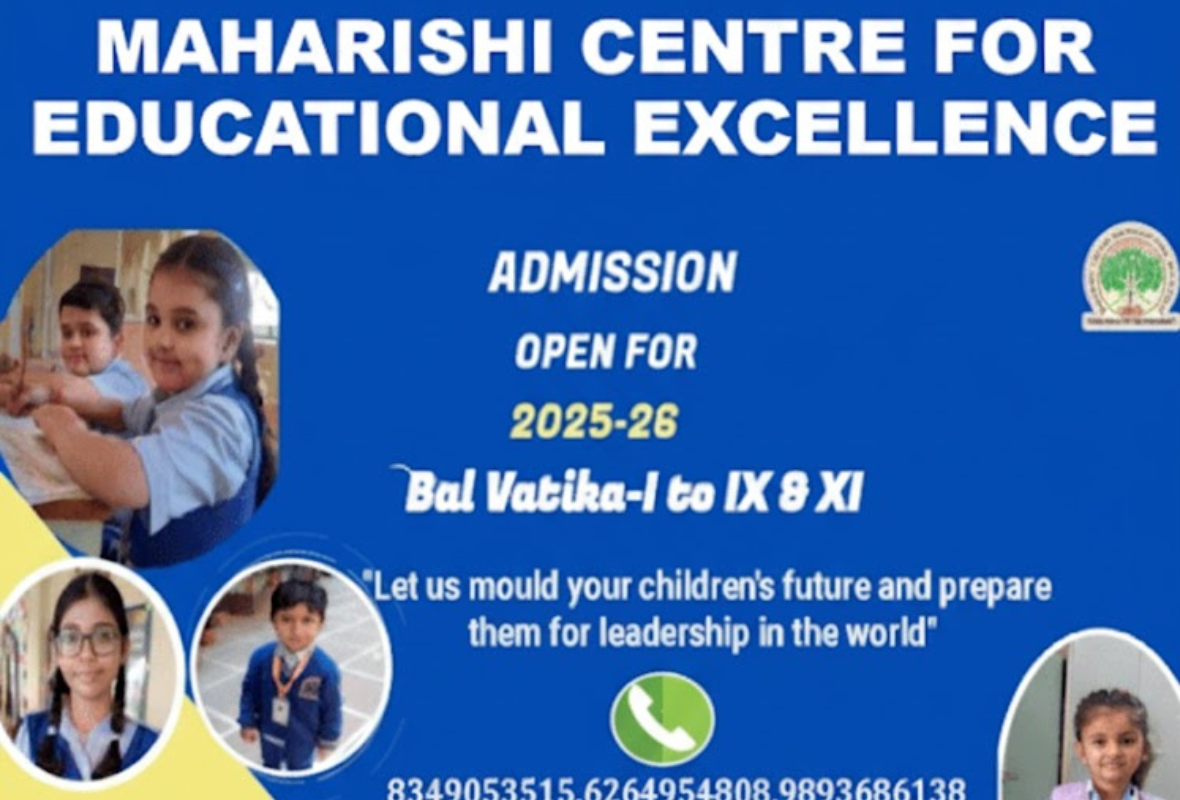 MAHARISHI CENTRE FOR
EDUCATIONAL EXCELLENCE
ADMISSION
OPEN FOR
2025-26
Bal Vatika-I to IX & XI
"Let us mould your children's future and prepare
them for leadership in the world"
8349053515,6264954808,9893686138